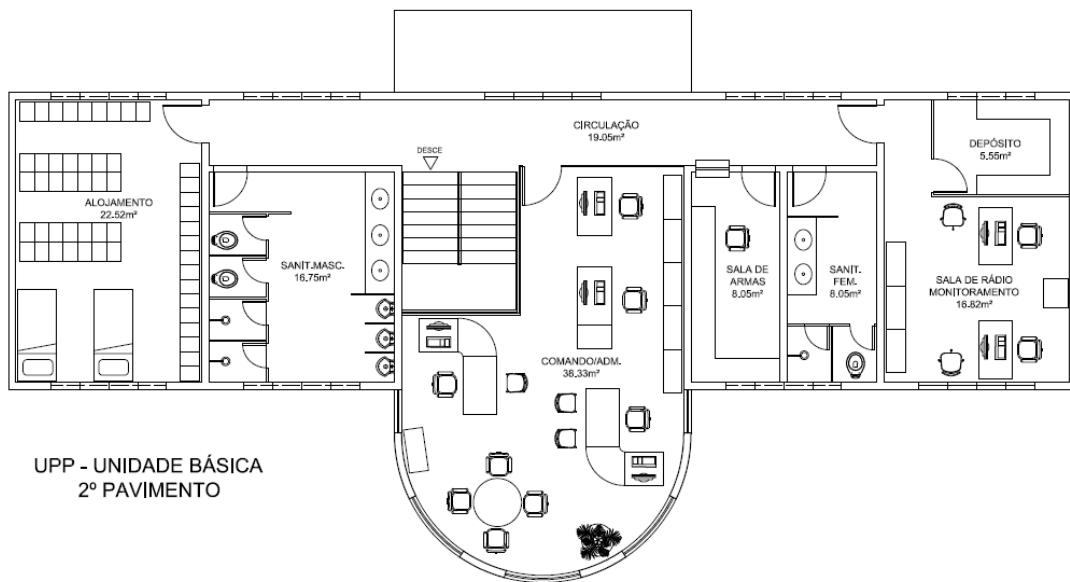 CIRCULAÇÃO
19.05m²
DESCE
DEPÓSITO
5.55m²
ALOJAMENTO
22.52m²
SANIT.MASC.
16.75m²
SALA DE
ARMAS
8.05m²
SANIT.
FEM.
8.05m²
SALA DE RÁDIO
MONITORAMENTO
16.82m²
COMANDO/ADM.
38.33m²
UPP - UNIDADE BÁSICA
2º PAVIMENTO